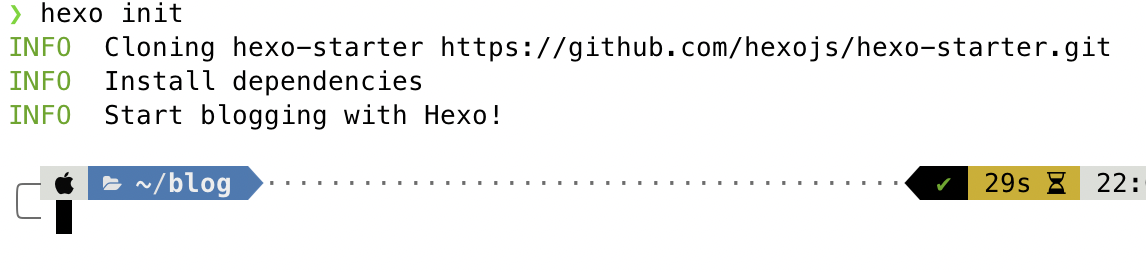 ❯ hexo init
INFO  Cloning hexo-starter https://github.com/hexojs/hexo-starter.git
INFO  Install dependencies
INFO  Start blogging with Hexo!
~/blog ✔ 29s 22: